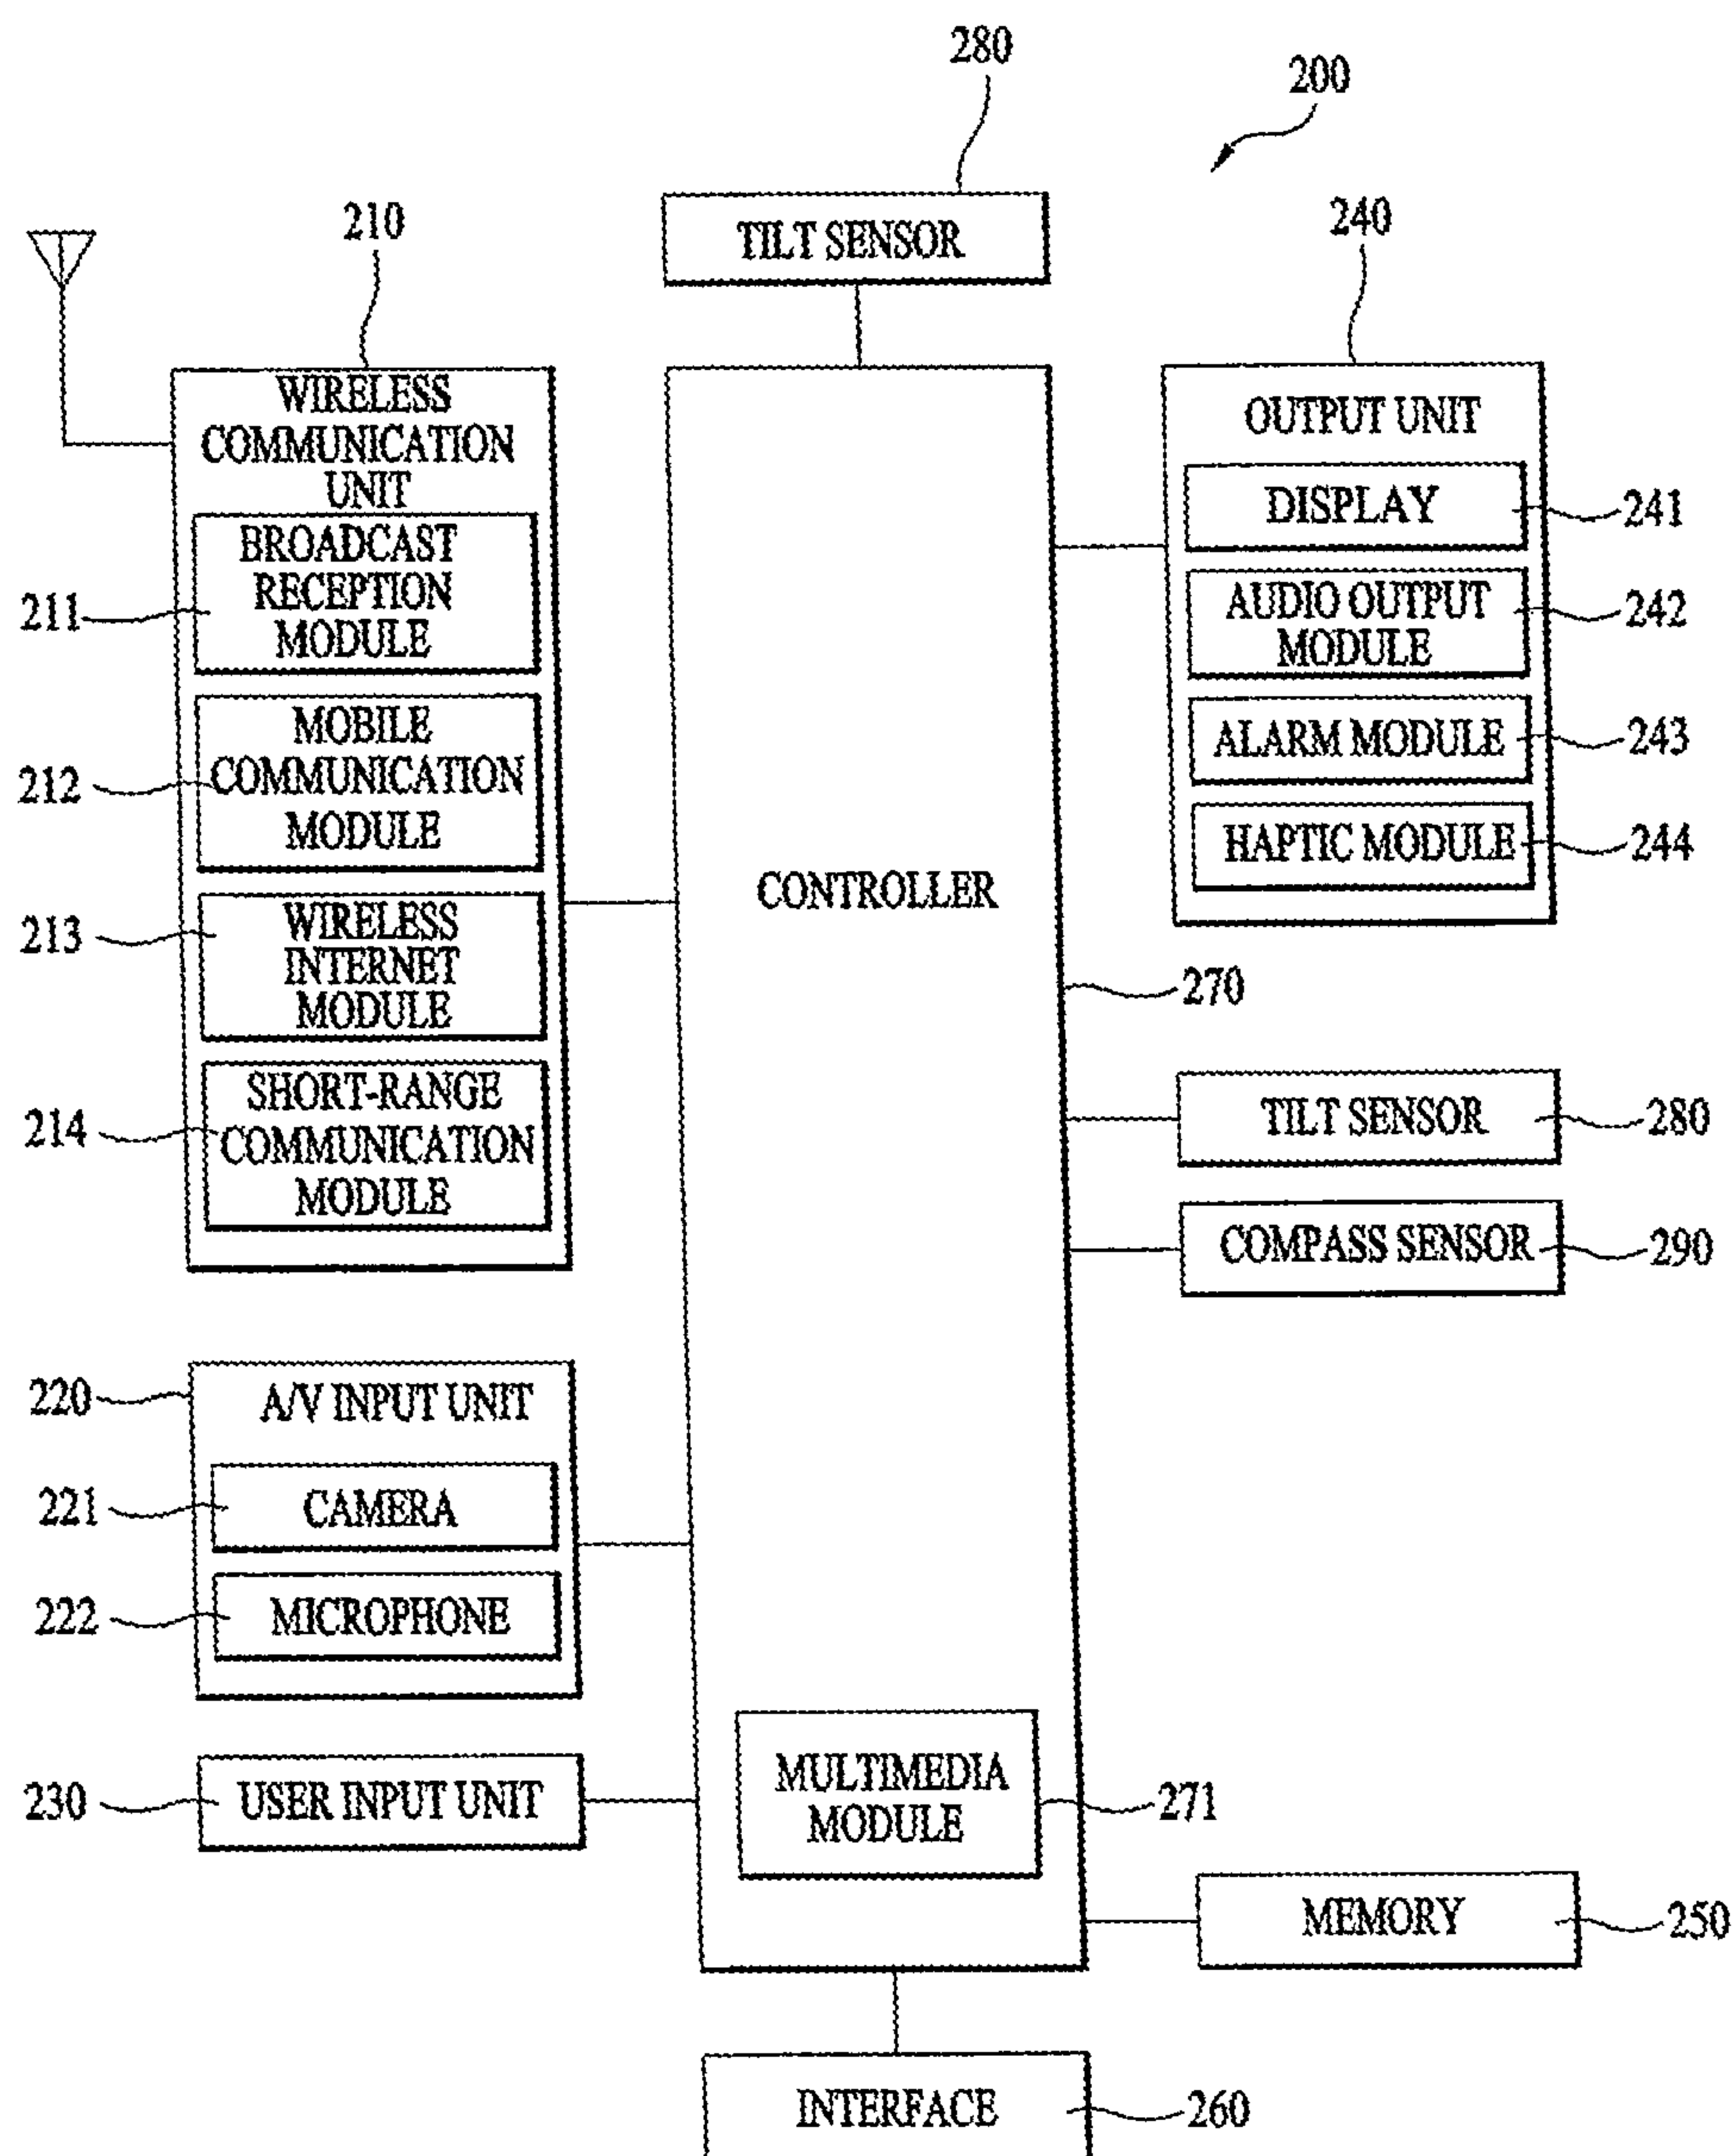 280
200
210
TILT SENSOR
240
WIRELESS
COMMUNICATION
UNIT
BROADCAST
RECEPTION
MODULE
211
MOBILE
COMMUNICATION
MODULE
212
WIRELESS
INTERNET
MODULE
213
SHORT-RANGE
COMMUNICATION
MODULE
214
220
A/V INPUT UNIT
221
CAMERA
222
MICROPHONE
230
USER INPUT UNIT
CONTROLLER
270
MULTIMEDIA
MODULE
271
OUTPUT UNIT
DISPLAY
241
AUDIO OUTPUT
MODULE
242
ALARM MODULE
243
HAPTIC MODULE
244
TILT SENSOR
280
COMPASS SENSOR
290
MEMORY
250
INTERFACE
260